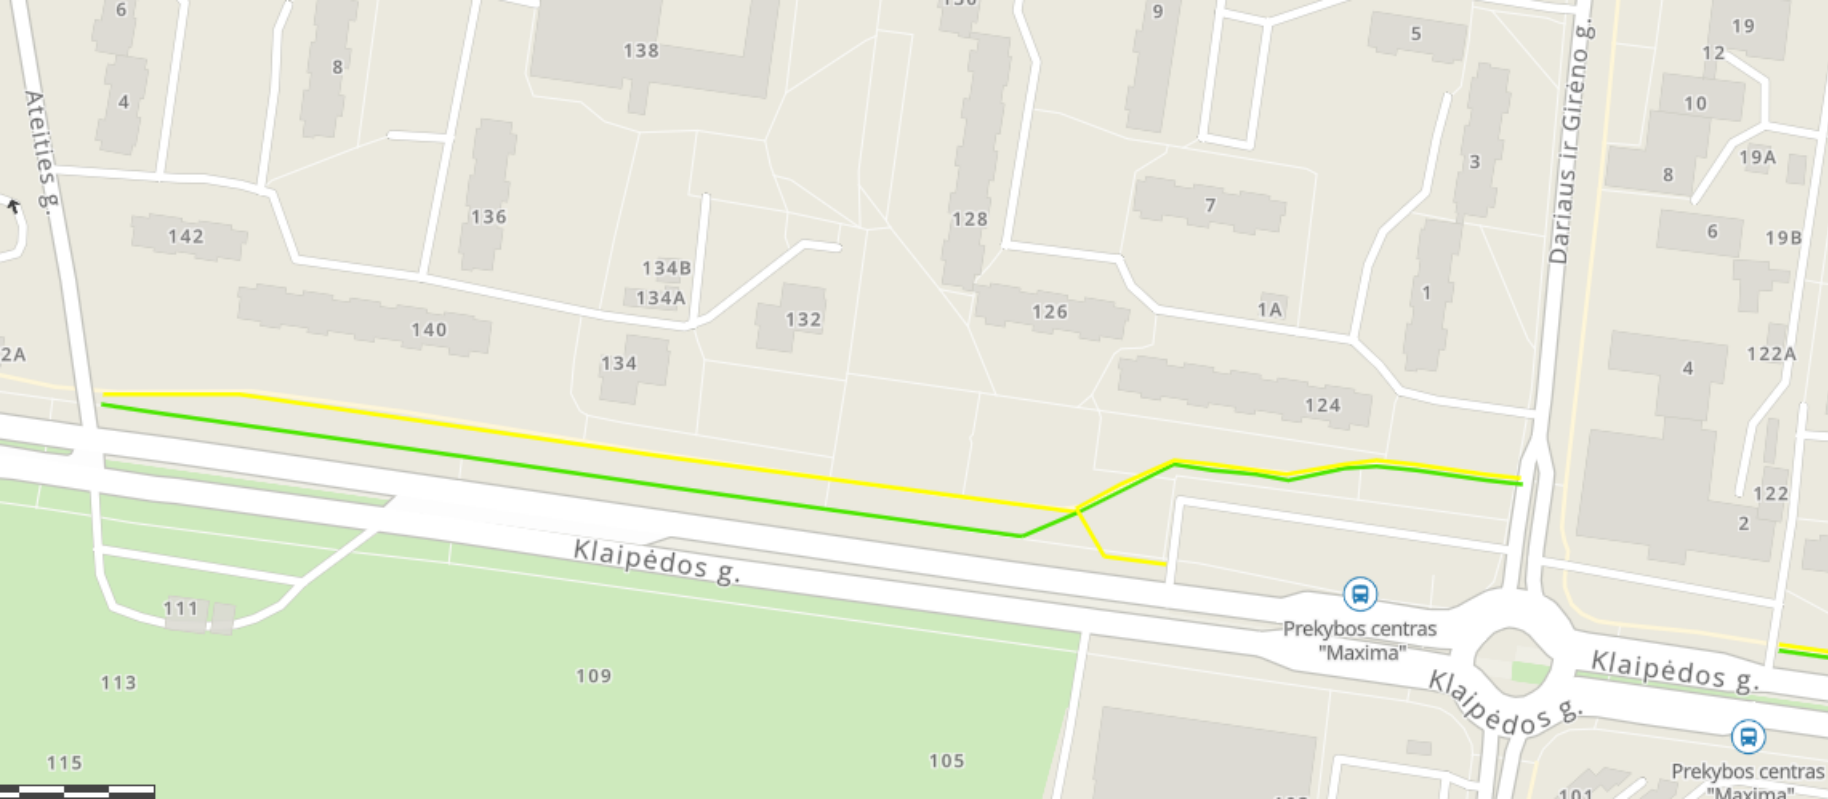 6
138
9
5
19
12
8
4
10
Ateities g.
Dariaus ir Girėno g.
3
19A
8
136
142
128
7
6
19B
134B
134A
132
126
1A
1
140
2A
134
122A
4
124
122
2
Klaipėdos g.
111
Prekybos centras
"Maxima"
Klaipėdos g.
113
109
Klaipėdos g.
115
105
Prekybos centras
"Maxima"
101